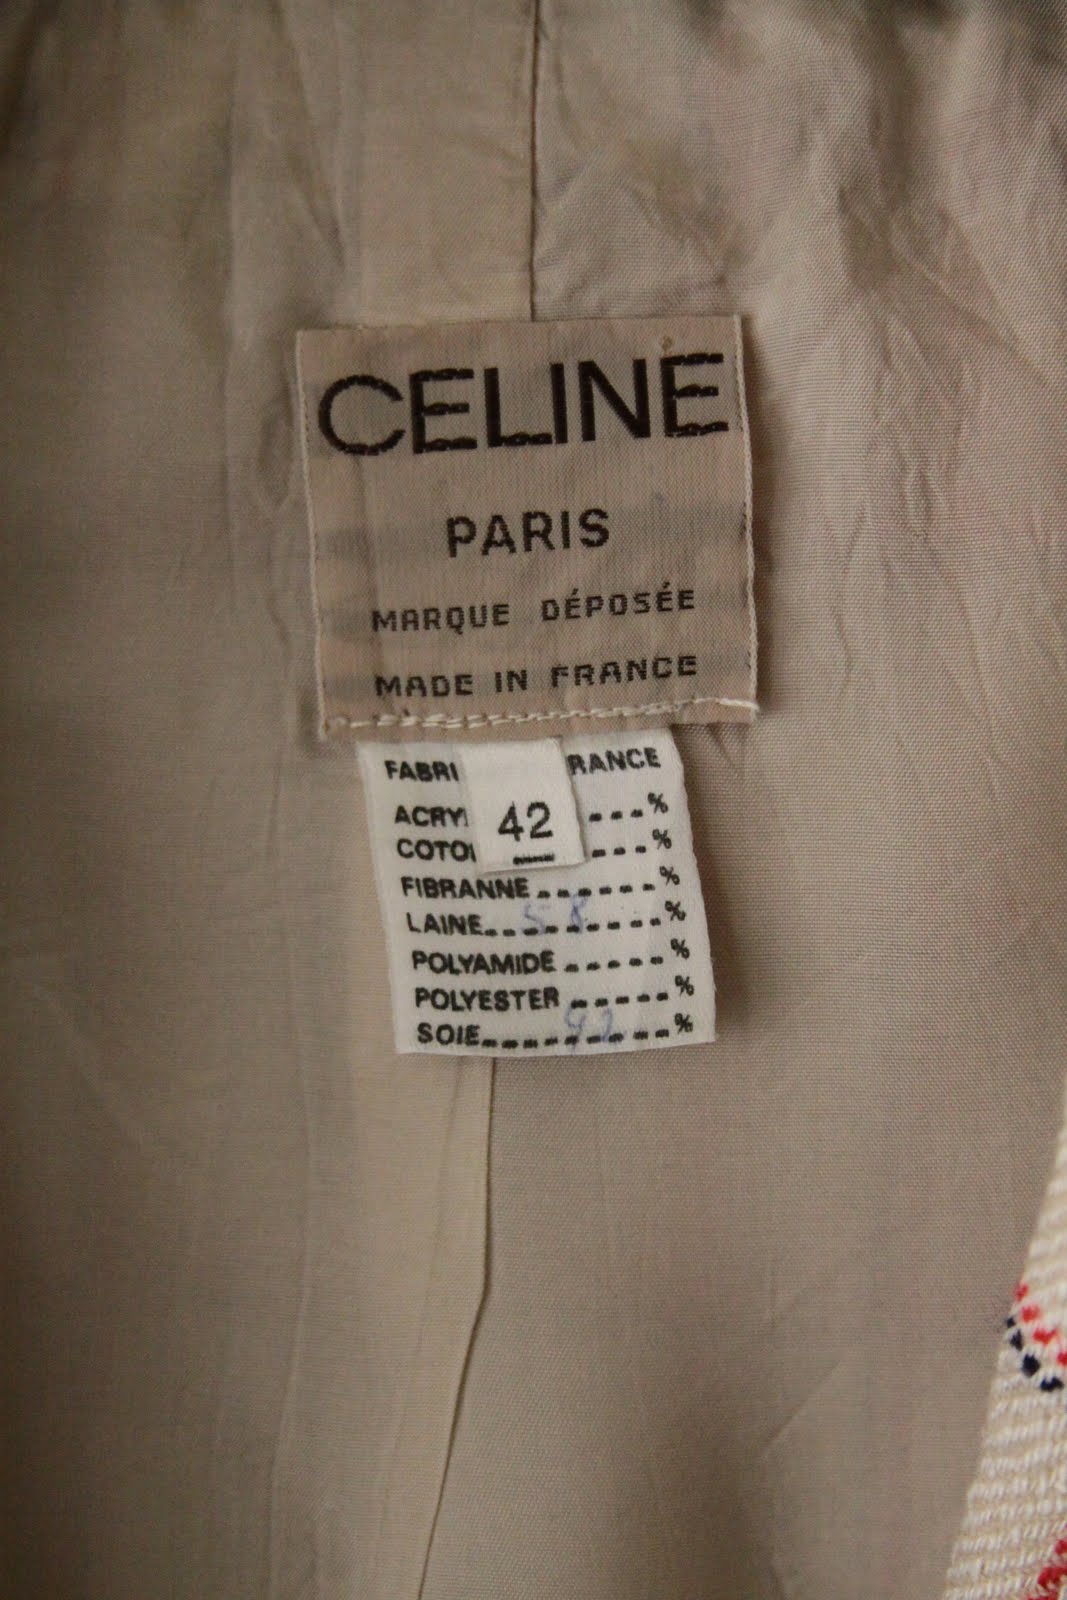 CELINE
PARIS
MARQUE DÉPOSÉE
MADE IN FRANCE
FABRI RANCE
ACRY ---%
42
COTO ---%
FIBRANNE------%
LAINE--58-------%
POLYAMIDE-----%
POLYESTER-----%
SOIE----42-----%